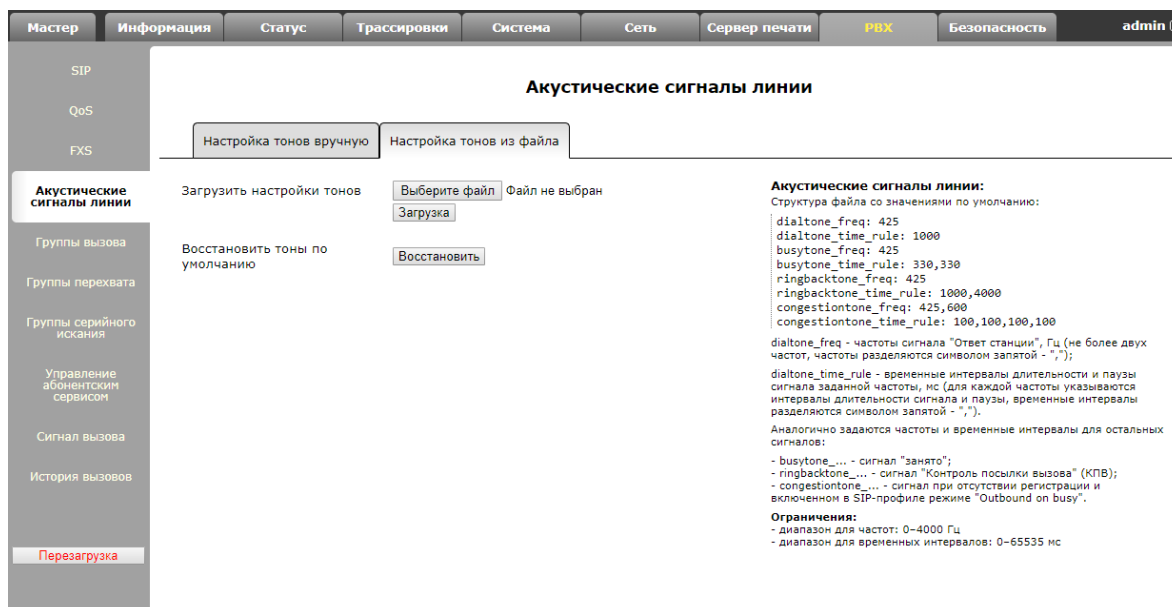 Мастер Информация Статус Трассировки Система Сеть Сервер печати PBX Безопасность admin
SIP
QoS
FXS
Акустические
сигналы линии
Группы вызова
Группы перехвата
Группы серийного
искания
Управление
абонентским
сервисом
Сигнал вызова
История вызовов
Перезагрузка
Акустические сигналы линии
Настройка тонов вручную
Настройка тонов из файла
Загрузить настройки тонов
Выберите файл Файл не выбран
Загрузка
Восстановить тоны по
умолчанию
Восстановить
Акустические сигналы линии:
Структура файла со значениями по умолчанию:
dialtone_freq: 425
dialtone_time_rule: 1000
busytone_freq: 425
busytone_time_rule: 330,330
ringbacktone_freq: 425
ringbacktone_time_rule: 1000,4000
congestiontone_freq: 425,600
congestiontone_time_rule: 100,100,100,100
dialtone_freq - частоты сигнала "Ответ станции", Гц (не более двух
частот, частоты разделяются символом запятой - ",");
dialtone_time_rule - временные интервалы длительности и паузы
сигнала заданной частоты, мс (для каждой частоты указываются
интервалы длительности сигнала и паузы, временные интервалы
разделяются символом запятой - ",").
Аналогично задаются частоты и временные интервалы для остальных
сигналов:
- busytone_... - сигнал "занято";
- ringbacktone_... - сигнал "Контроль посылки вызова" (КПВ);
- congestiontone_... - сигнал при отсутствии регистрации и
включенном в SIP-профиле режиме "Outbound on busy".
Ограничения:
- диапазон для частот: 0–4000 Гц
- диапазон для временных интервалов: 0–65535 мс